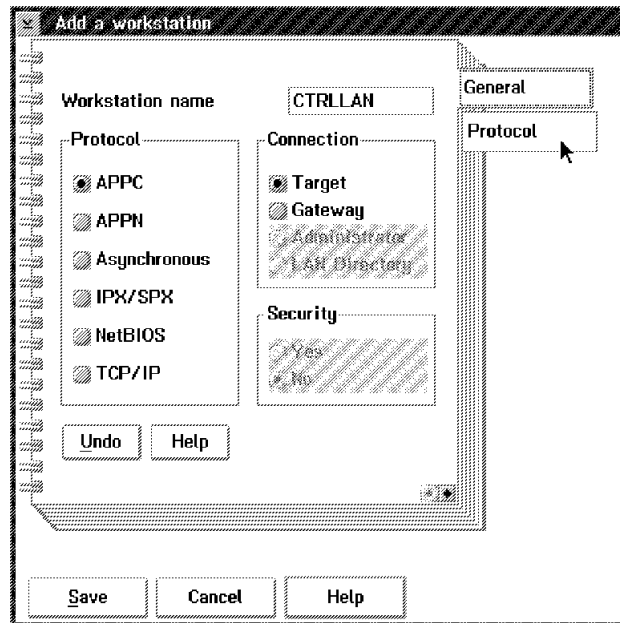 Add a workstation
General
Protocol
Workstation name CTRLLAN
Protocol
APPC
APPN
Asynchronous
IPX/SPX
NetBIOS
TCP/IP
Connection
Target
Gateway
Administrator
LAN Directory
Security
Yes
No
Undo Help
Save Cancel Help